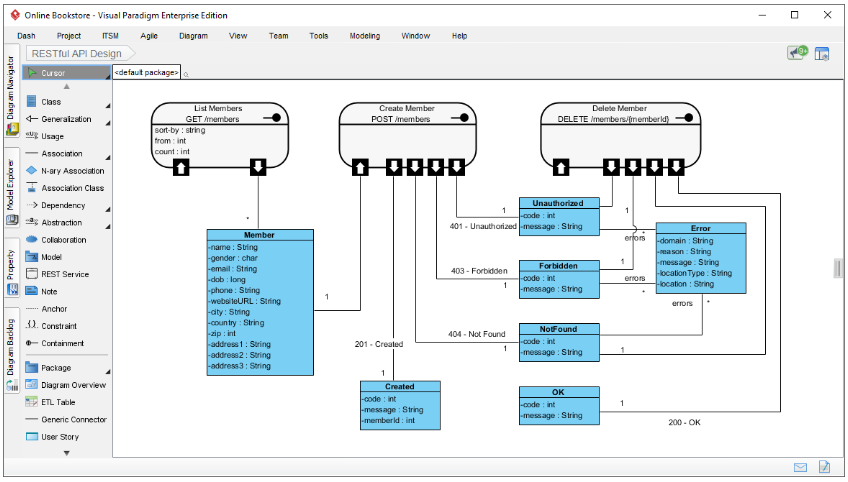 Online Bookstore - Visual Paradigm Enterprise Edition
Dash Project ITSM Agile Diagram View Team Tools Modeling Window Help
RESTful API Design
9+
Diagram Navigator
Model Explorer
Property
Diagram Backlog
Cursor
Class
Generalization
Usage
Association
N-ary Association
Association Class
Dependency
Abstraction
Collaboration
Model
REST Service
Note
Anchor
Constraint
Containment
Package
Diagram Overview
ETL Table
Generic Connector
User Story
<default package>
List Members
GET /members
sort-by : string
from : int
count : int
Create Member
POST /members
Delete Member
DELETE /members/{memberId}
*
Member
-name : String
-gender : char
-email : String
-dob : long
-phone : String
-websiteURL : String
-city : String
-country : String
-zip : int
-address1 : String
-address2 : String
-address3 : String
1
201 - Created
1
Created
-code : int
-message : String
-memberId : int
1
401 - Unauthorized
403 - Forbidden
1
404 - Not Found
1
Unauthorized
-code : int
-message : String
1
*
errors
Forbidden
-code : int
-message : String
1
errors
*
NotFound
-code : int
-message : String
1
errors
*
Error
-domain : String
-reason : String
-message : String
-locationType : String
-location : String
OK
-code : int
-message : String
1
200 - OK